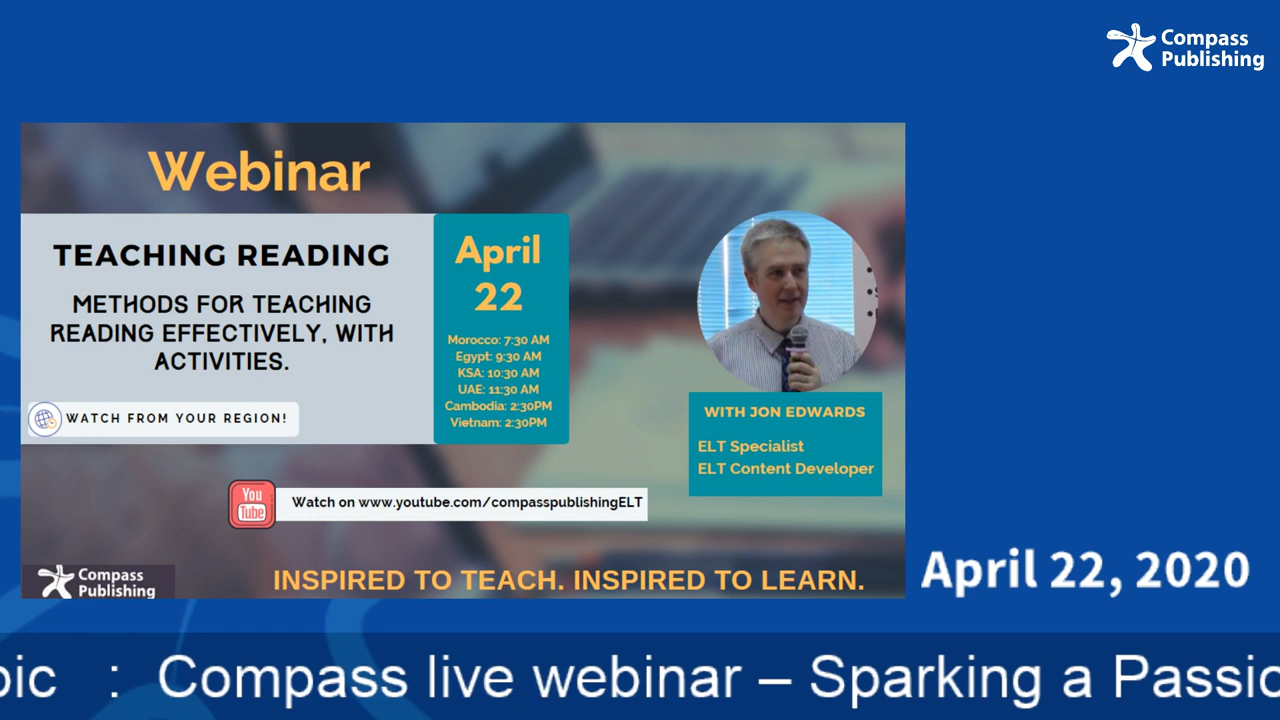 Compass
Publishing
Webinar
TEACHING READING
METHODS FOR TEACHING
READING EFFECTIVELY, WITH
ACTIVITIES.
WATCH FROM YOUR REGION!
April
22
Morocco: 7:30 AM
Egypt: 9:30 AM
KSA: 10:30 AM
UAE: 11:30 AM
Cambodia: 2:30PM
Vietnam: 2:30PM
WITH JON EDWARDS
ELT Specialist
ELT Content Developer
You
Tube
Watch on www.youtube.com/compasspublishingELT
Compass
Publishing
INSPIRED TO TEACH. INSPIRED TO LEARN.
April 22, 2020
pic : Compass live webinar – Sparking a Passio